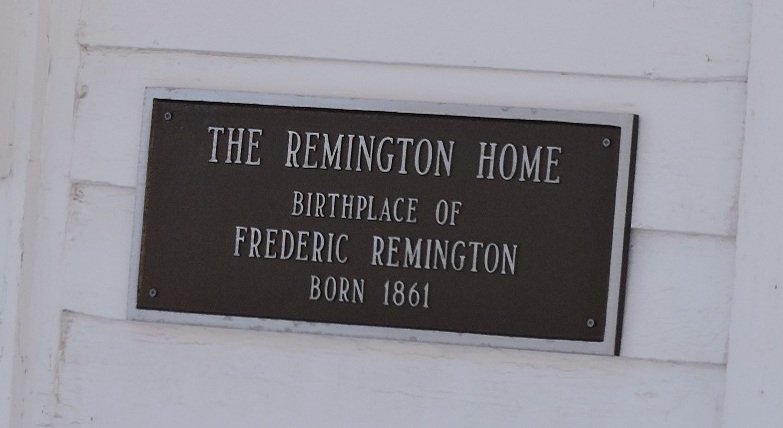 THE REMINGTON HOME
BIRTHPLACE OF
FREDERIC REMINGTON
BORN 1861